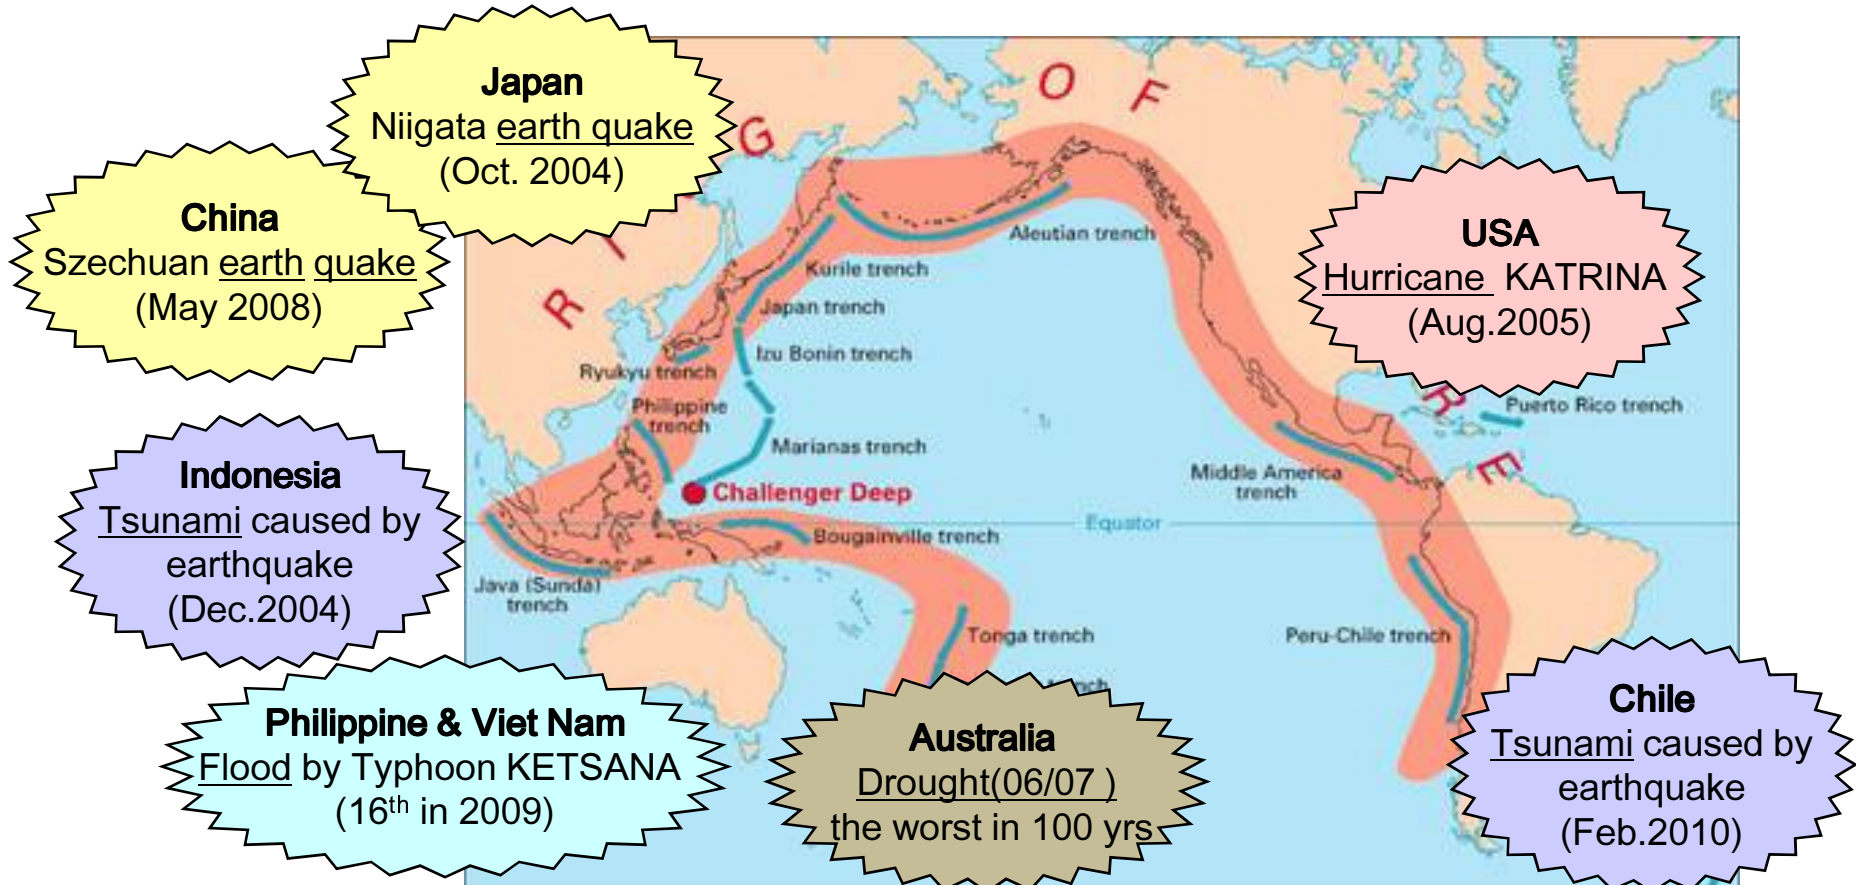 Japan
Niigata earth quake
(Oct. 2004)
China
Szechuan earth quake
(May 2008)
Indonesia
Tsunami caused by
earthquake
(Dec.2004)
Philippine & Viet Nam
Flood by Typhoon KETSANA
(16th in 2009)
Australia
Drought(06/07 )
the worst in 100 yrs
USA
Hurricane KATRINA
(Aug.2005)
Chile
Tsunami caused by
earthquake
(Feb.2010)
R I G OF
R E
Aleutian trench
Kurile trench
Japan trench
Izu Bonin trench
Ryukyu trench
Philippine
trench
Marianas trench
Challenger Deep
Bougainville trench
Java (Sunda)
trench
Tonga trench
Equator
Middle America
trench
Puerto Rico trench
Peru-Chile trench